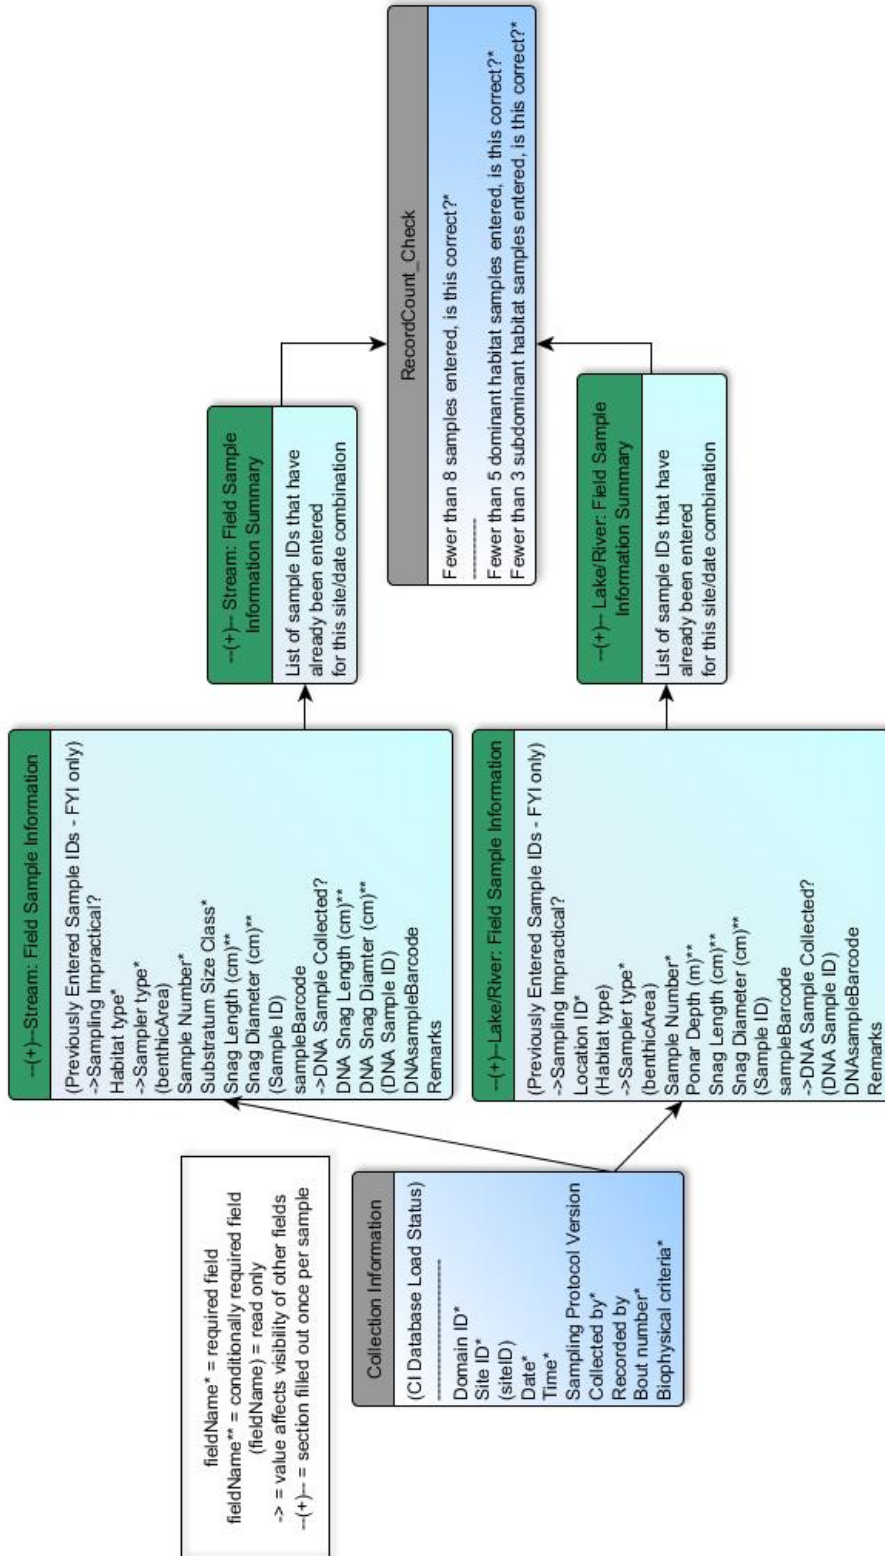 fieldName* = required field
fieldName** = conditionally required field
(fieldName) = read only
-> = value affects visibility of other fields
--(+)-- = section filled out once per sample
Collection Information
(CI Database Load Status)
------------------------
Domain ID*
Site ID*
(siteID)
Date*
Time*
Sampling Protocol Version
Collected by*
Recorded by
Bout number*
Biophysical criteria*
--(+)--Stream: Field Sample Information
(Previously Entered Sample IDs - FYI only)
->Sampling Impractical?
Habitat type*
->Sampler type*
(benthicArea)
Sample Number*
Substratum Size Class*
Snag Length (cm)**
Snag Diameter (cm)**
(Sample ID)
sampleBarcode
->DNA Sample Collected?
DNA Snag Length (cm)**
DNA Snag Diamter (cm)**
(DNA Sample ID)
DNAsampleBarcode
Remarks
--(+)--Lake/River: Field Sample Information
(Previously Entered Sample IDs - FYI only)
->Sampling Impractical?
Location ID*
(Habitat type)
->Sampler type*
(benthicArea)
Sample Number*
Ponar Depth (m)**
Snag Length (cm)**
Snag Diameter (cm)**
(Sample ID)
sampleBarcode
->DNA Sample Collected?
(DNA Sample ID)
DNAsampleBarcode
Remarks
--(+)-- Stream: Field Sample
Information Summary
List of sample IDs that have
already been entered
for this site/date combination
--(+)-- Lake/River: Field Sample
Information Summary
List of sample IDs that have
already been entered
for this site/date combination
RecordCount_Check
Fewer than 8 samples entered, is this correct?*
----------------
Fewer than 5 dominant habitat samples entered, is this correct?*
Fewer than 3 subdominant habitat samples entered, is this correct?*